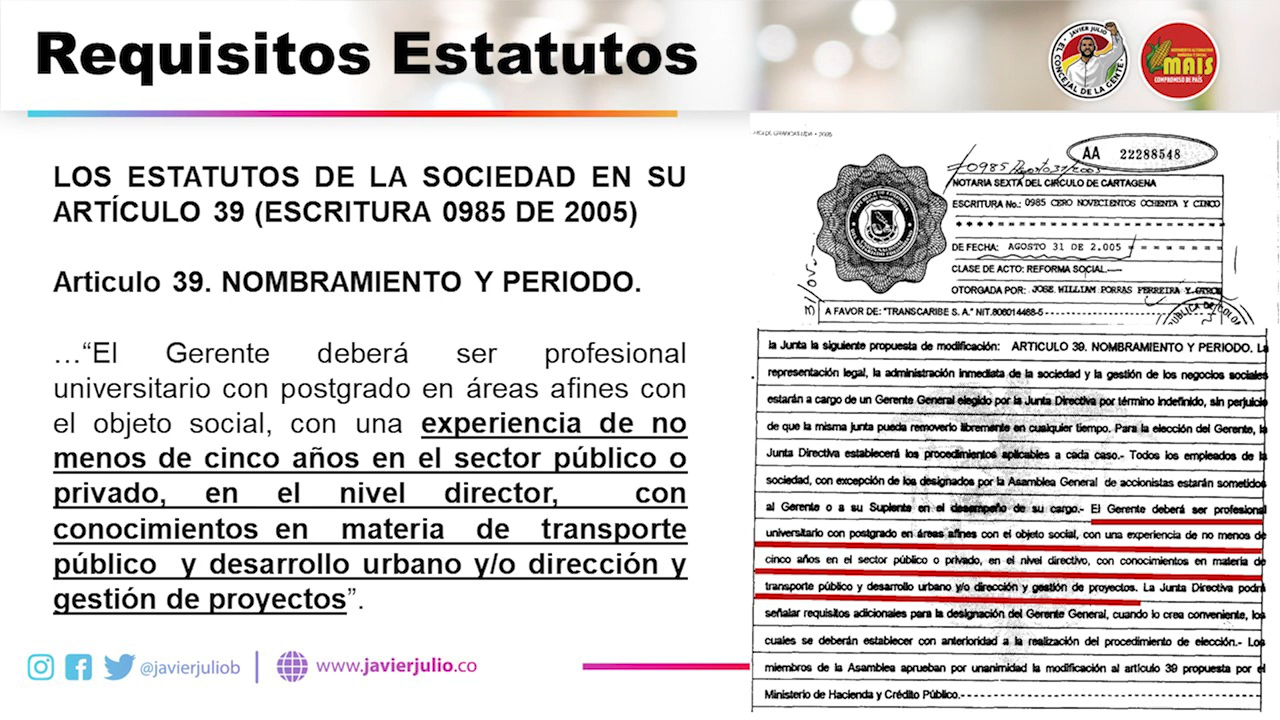 Requisitos Estatutos
JAVIER JULIO
EL CONCEJAL DE LA GENTE
MOVIMIENTO ALTERNATIVO
INDÍGENA Y SOCIAL
MAIS
COMPROMISO DE PAÍS
LOS ESTATUTOS DE LA SOCIEDAD EN SU
ARTÍCULO 39 (ESCRITURA 0985 DE 2005)
Articulo 39. NOMBRAMIENTO Y PERIODO.
…“El Gerente deberá ser profesional
universitario con postgrado en áreas afines con
el objeto social, con una experiencia de no
menos de cinco años en el sector público o
privado, en el nivel director, con
conocimientos en materia de transporte
público y desarrollo urbano y/o dirección y
gestión de proyectos”.
@javierjuliob
www.javierjulio.co
AA 22288548
0985
NOTARIA SEXTA DEL CIRCULO DE CARTAGENA
ESCRITURA No.: 0985 CERO NOVECIENTOS OCHENTA Y CINCO
DE FECHA: AGOSTO 31 DE 2.005
CLASE DE ACTO: REFORMA SOCIAL.----
OTORGADA POR: JOSE WILLIAM PORRAS FERREIRA Y OTROS
A FAVOR DE: "TRANSCARIBE S. A." NIT.806014488-5
la Junta la siguiente propuesta de modificación: ARTICULO 39. NOMBRAMIENTO Y PERIODO. La
representación legal, la administración inmediata de la sociedad y la gestión de los negocios sociales
estarán a cargo de un Gerente General elegido por la Junta Directiva por término indefinido, sin perjuicio
de que la misma junta pueda removerlo libremente en cualquier tiempo. Para la elección del Gerente, la
Junta Directiva establecerá los procedimientos aplicables a cada caso.- Todos los empleados de la
sociedad, con excepción de los designados por la Asamblea General de accionistas estarán sometidos
al Gerente o a su Suplente en el desempeño de su cargo.- El Gerente deberá ser profesional
universitario con postgrado en áreas afines con el objeto social, con una experiencia de no menos de
cinco años en el sector público o privado, en el nivel directivo, con conocimientos en materia de
transporte público y desarrollo urbano y/o dirección y gestión de proyectos. La Junta Directiva podrá
señalar requisitos adicionales para la designación del Gerente General, cuando lo crea conveniente, los
cuales se deberán establecer con anterioridad a la realización del procedimiento de elección.- Los
miembros de la Asamblea aprueban por unanimidad la modificación al artículo 39 propuesta por el
Ministerio de Hacienda y Crédito Público.